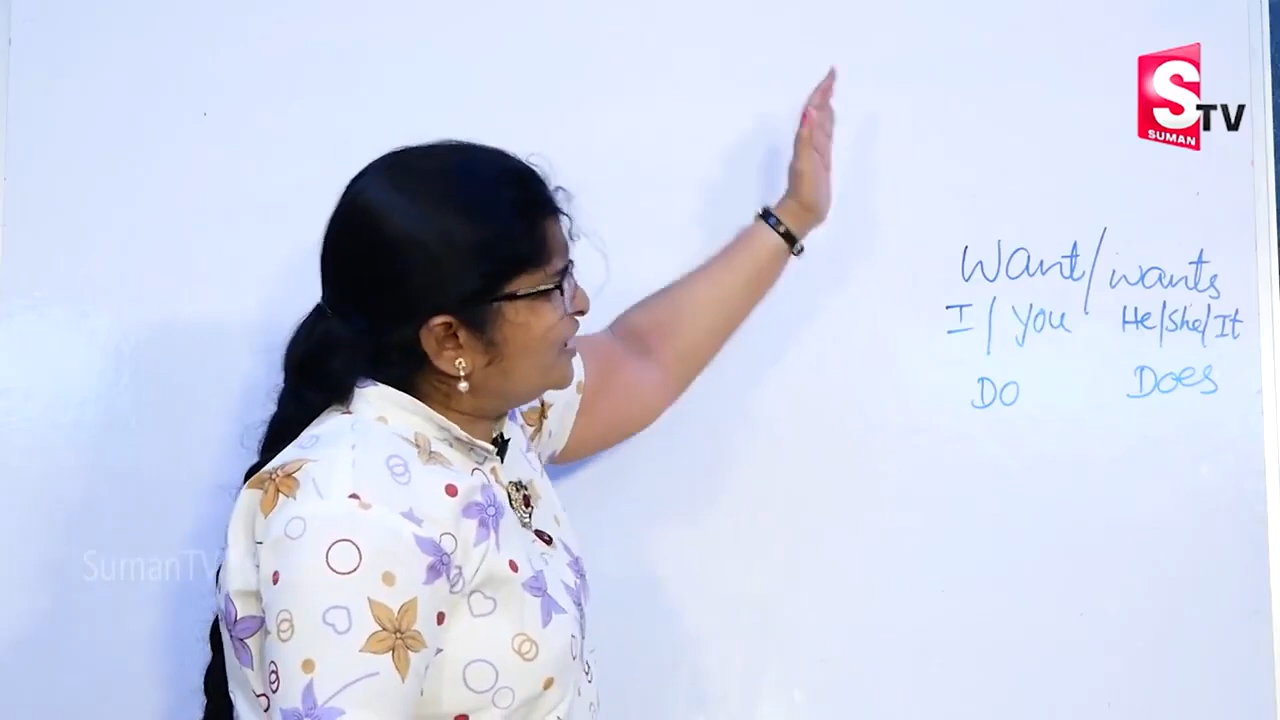 S TV
SUMAN
Want/wants
I/You He/She/It
DO DOES
SumanTV